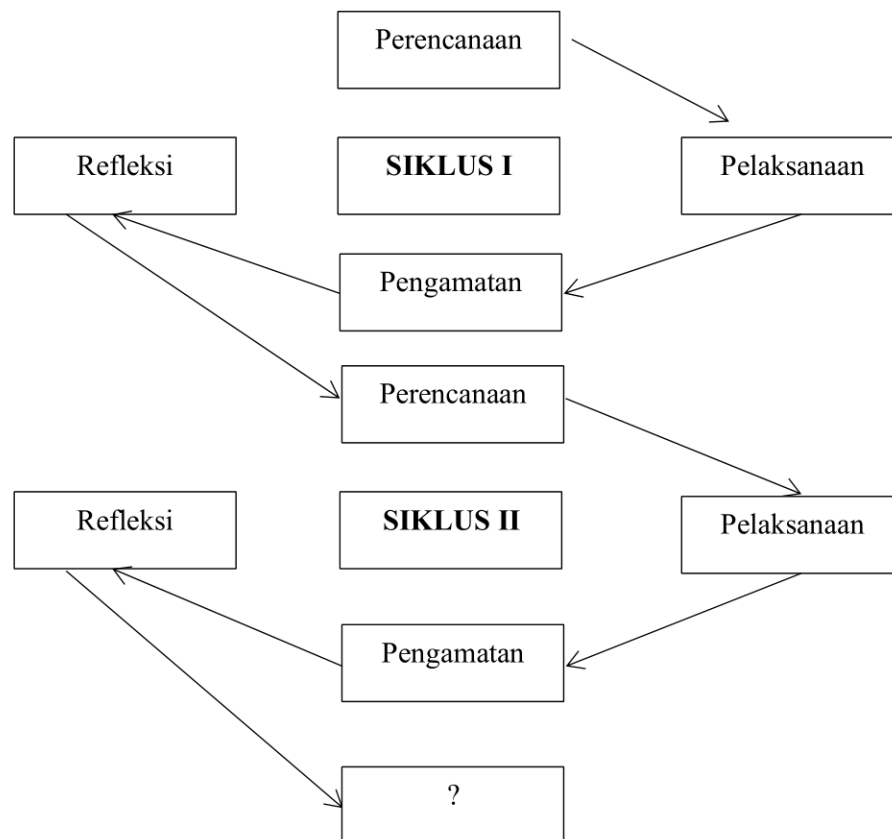 Perencanaan
Refleksi
SIKLUS I
Pelaksanaan
Pengamatan
Perencanaan
Refleksi
SIKLUS II
Pelaksanaan
Pengamatan
?